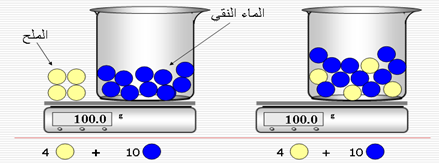 الماء النقي
الملح
100.0 g
100.0 g
4 + 10
4 + 10